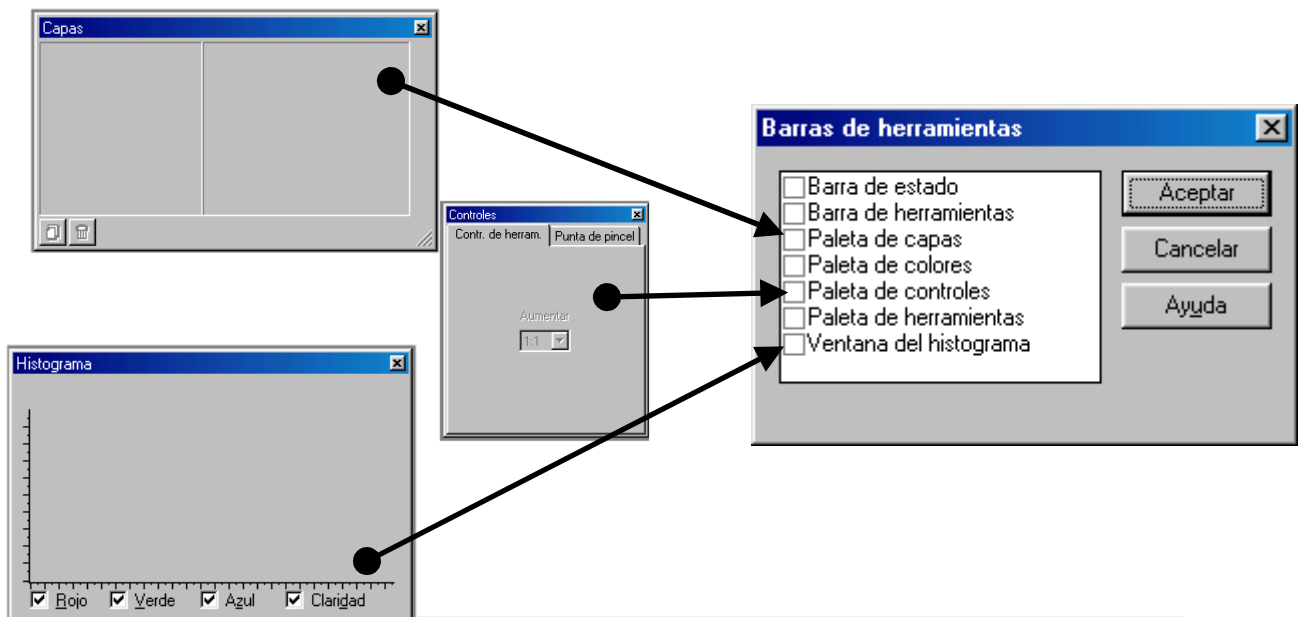 Capas
Controles
Contr. de herram. Punta de pincel
Aumentar
1:1
Histograma
Rojo Verde Azul Claridad
Barras de herramientas
Barra de estado
Barra de herramientas
Paleta de capas
Paleta de colores
Paleta de controles
Paleta de herramientas
Ventana del histograma
Aceptar
Cancelar
Ayuda